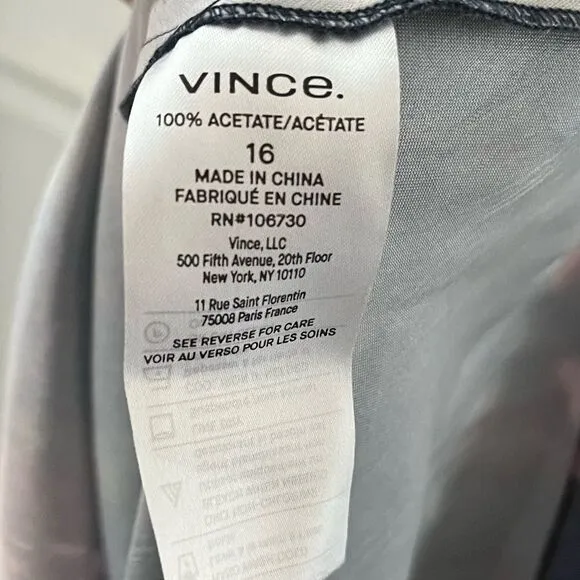 VINCE.
100% ACETATE/ACÉTATE
16
MADE IN CHINA
FABRIQUÉ EN CHINE
RN#106730
Vince, LLC
500 Fifth Avenue, 20th Floor
New York, NY 10110
11 Rue Saint Florentin
75008 Paris France
SEE REVERSE FOR CARE
VOIR AU VERSO POUR LES SOINS